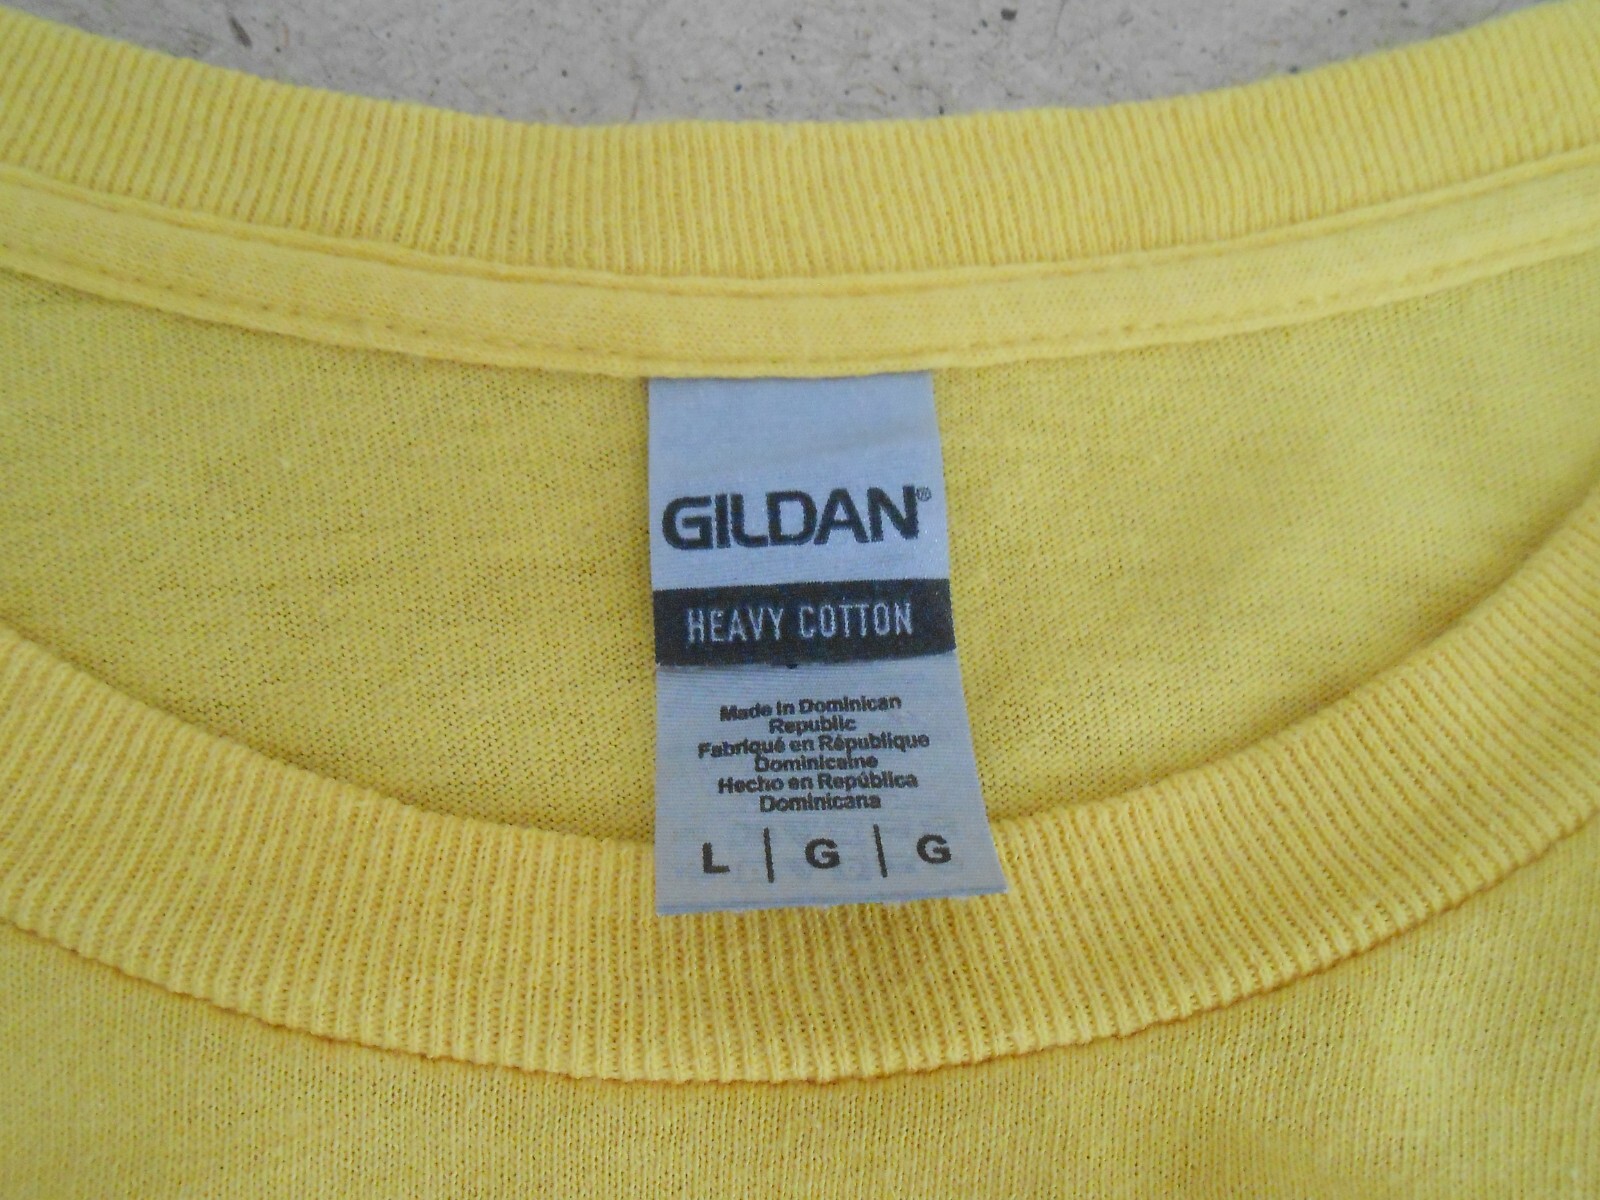 GILDAN®
HEAVY COTTON
Made in Dominican
Republic
Fabriqué en République
Dominicaine
Hecho en República
Dominicana
L | G | G